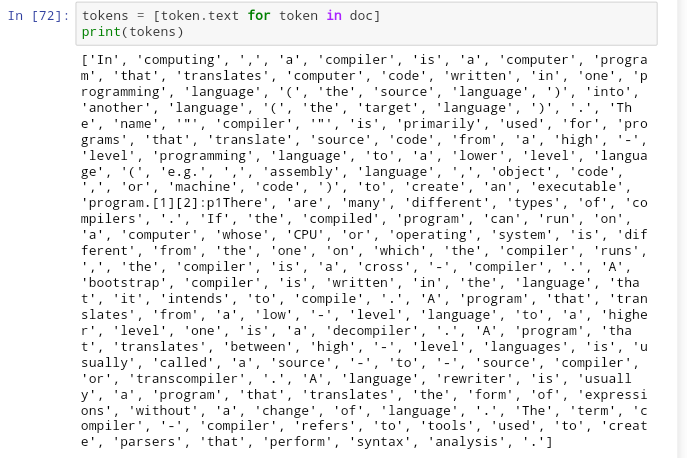 In [72]: tokens = [token.text for token in doc]
print(tokens)
['In', 'computing', ',', 'a', 'compiler', 'is', 'a', 'computer', 'progra
m', 'that', 'translates', 'computer', 'code', 'written', 'in', 'one', 'p
rogramming', 'language', '(', 'the', 'source', 'language', ')', 'into',
'another', 'language', '(', 'the', 'target', 'language', ')', '.', 'Th
e', 'name', '"', 'compiler', '"', 'is', 'primarily', 'used', 'for', 'pro
grams', 'that', 'translate', 'source', 'code', 'from', 'a', 'high', '-',
'level', 'programming', 'language', 'to', 'a', 'lower', 'level', 'langua
ge', '(', 'e.g.', ',', 'assembly', 'language', ',', 'object', 'code',
',', 'or', 'machine', 'code', ')', 'to', 'create', 'an', 'executable',
'program.[1][2]:p1There', 'are', 'many', 'different', 'types', 'of', 'co
mpilers', '.', 'If', 'the', 'compiled', 'program', 'can', 'run', 'on',
'a', 'computer', 'whose', 'CPU', 'or', 'operating', 'system', 'is', 'dif
ferent', 'from', 'the', 'one', 'on', 'which', 'the', 'compiler', 'runs',
',', 'the', 'compiler', 'is', 'a', 'cross', '-', 'compiler', '.', 'A',
'bootstrap', 'compiler', 'is', 'written', 'in', 'the', 'language', 'tha
t', 'it', 'intends', 'to', 'compile', '.', 'A', 'program', 'that', 'tran
slates', 'from', 'a', 'low', '-', 'level', 'language', 'to', 'a', 'highe
r', 'level', 'one', 'is', 'a', 'decompiler', '.', 'A', 'program', 'tha
t', 'translates', 'between', 'high', '-', 'level', 'languages', 'is', 'u
sually', 'called', 'a', 'source', '-', 'to', '-', 'source', 'compiler',
'or', 'transcompiler', '.', 'A', 'language', 'rewriter', 'is', 'usuall
y', 'a', 'program', 'that', 'translates', 'the', 'form', 'of', 'expressi
ons', 'without', 'a', 'change', 'of', 'language', '.', 'The', 'term', 'c
ompiler', '-', 'compiler', 'refers', 'to', 'tools', 'used', 'to', 'creat
e', 'parsers', 'that', 'perform', 'syntax', 'analysis', '.']